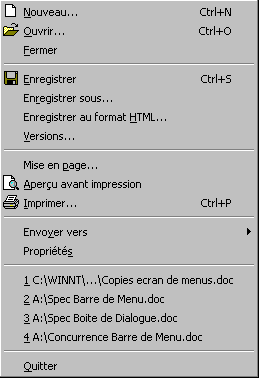 Nouveau... Ctrl+N
Ouvrir... Ctrl+O
Fermer
Enregistrer Ctrl+S
Enregistrer sous...
Enregistrer au format HTML...
Versions...
Mise en page...
Aperçu avant impression
Imprimer... Ctrl+P
Envoyer vers
Propriétés
1 C:\WINNT\...\Copies ecran de menus.doc
2 A:\Spec Barre de Menu.doc
3 A:\Spec Boite de Dialogue.doc
4 A:\Concurrence Barre de Menu.doc
Quitter